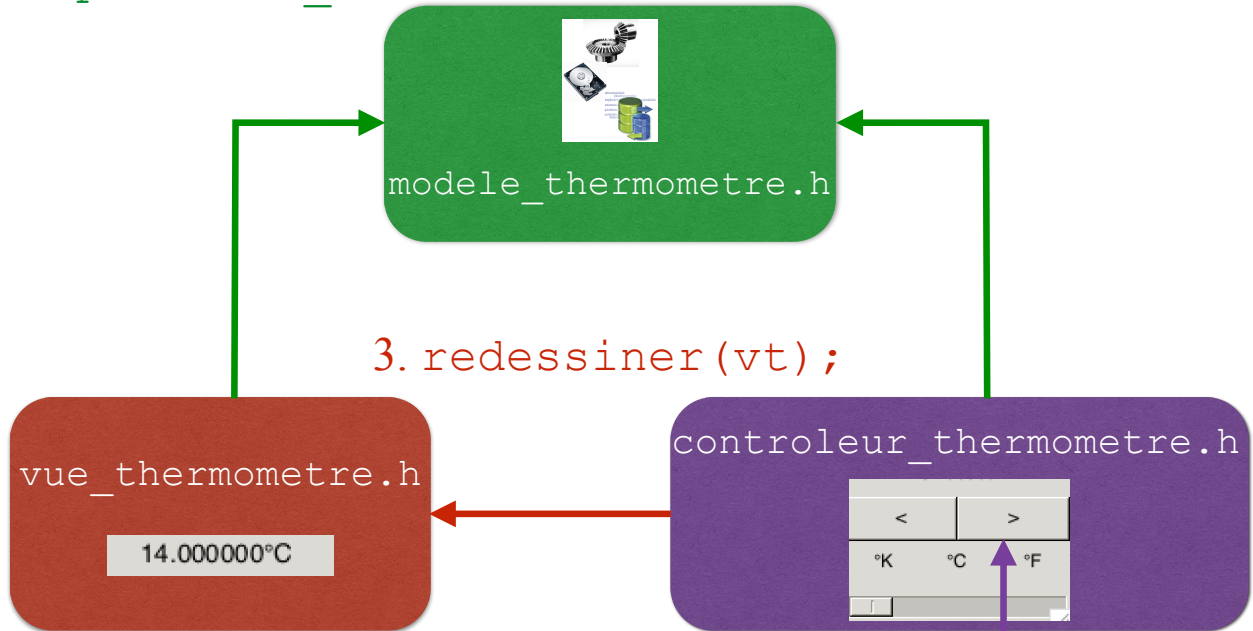 modele_thermometre.h
3. redessiner(vt);
vue_thermometre.h
14.000000°C
controleur_thermometre.h
< >
°K °C °F